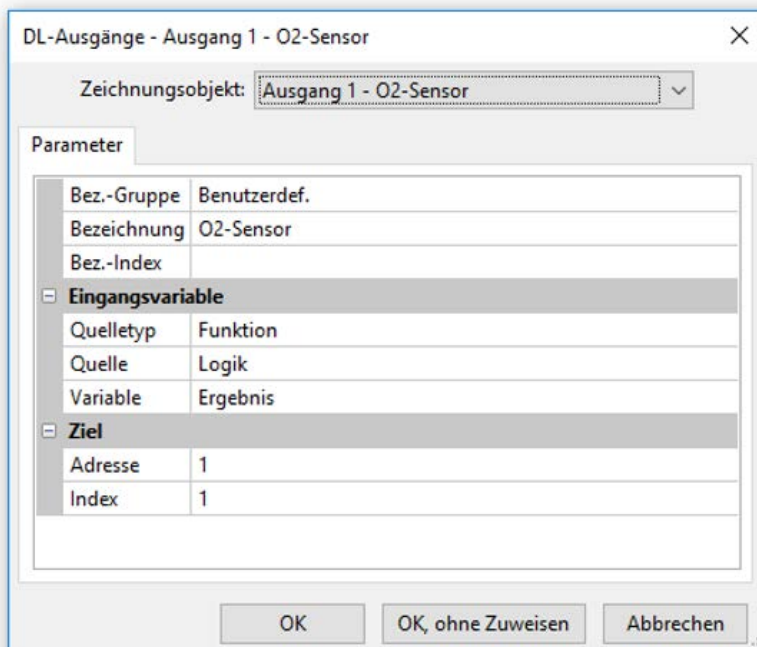 DL-Ausgänge - Ausgang 1 - O2-Sensor
Zeichnungsobjekt: Ausgang 1 - O2-Sensor
Parameter
Bez.-Gruppe Benutzerdef.
Bezeichnung O2-Sensor
Bez.-Index
Eingangsvariable
Quelletyp Funktion
Quelle Logik
Variable Ergebnis
Ziel
Adresse 1
Index 1
OK OK, ohne Zuweisen Abbrechen